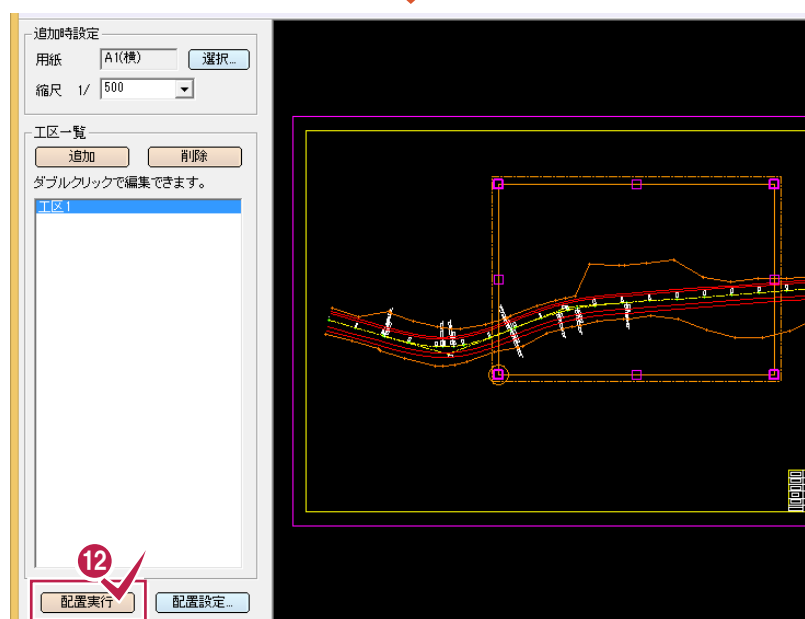 追加時設定
用紙 A1(横) 選択...
縮尺 1/ 500
工区一覧
追加 削除
ダブルクリックで編集できます。
工区1
12
配置実行 配置設定...